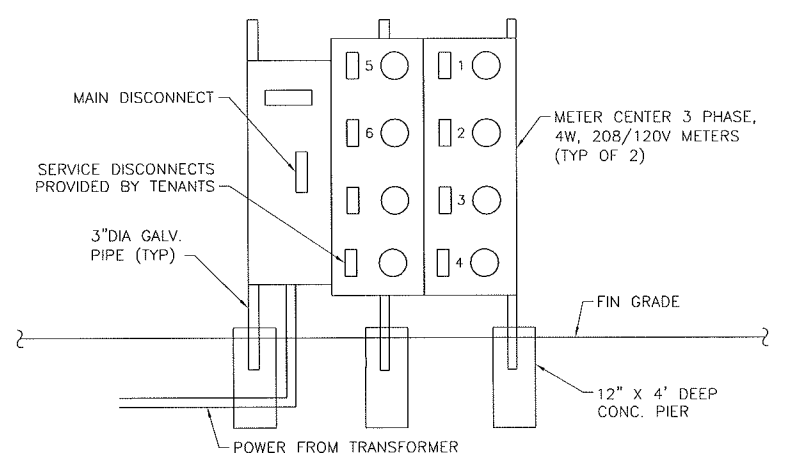 5 1
MAIN DISCONNECT
6 2
METER CENTER 3 PHASE,
4W, 208/120V METERS
(TYP OF 2)
SERVICE DISCONNECTS
PROVIDED BY TENANTS
3
3"DIA GALV.
PIPE (TYP)
4
FIN GRADE
12" X 4' DEEP
CONC. PIER
POWER FROM TRANSFORMER